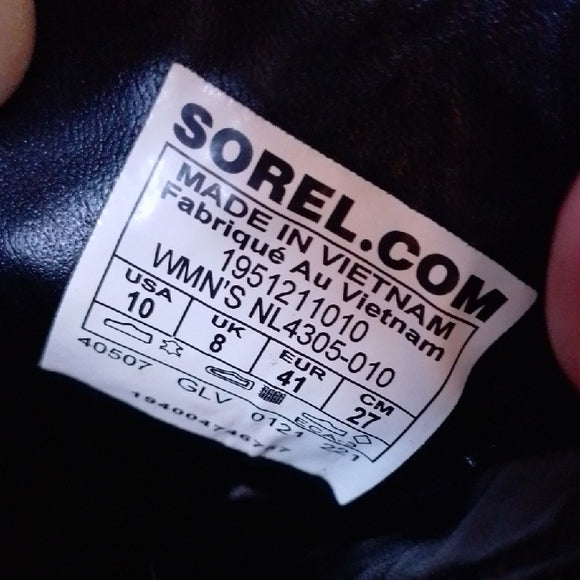 SOREL.COM
MADE IN VIETNAM
Fabriqué Au Vietnam
1951211010
WMN'S NL4305-010
USA UK EUR CM
10 8 41 27
40507 GLV 0121 221